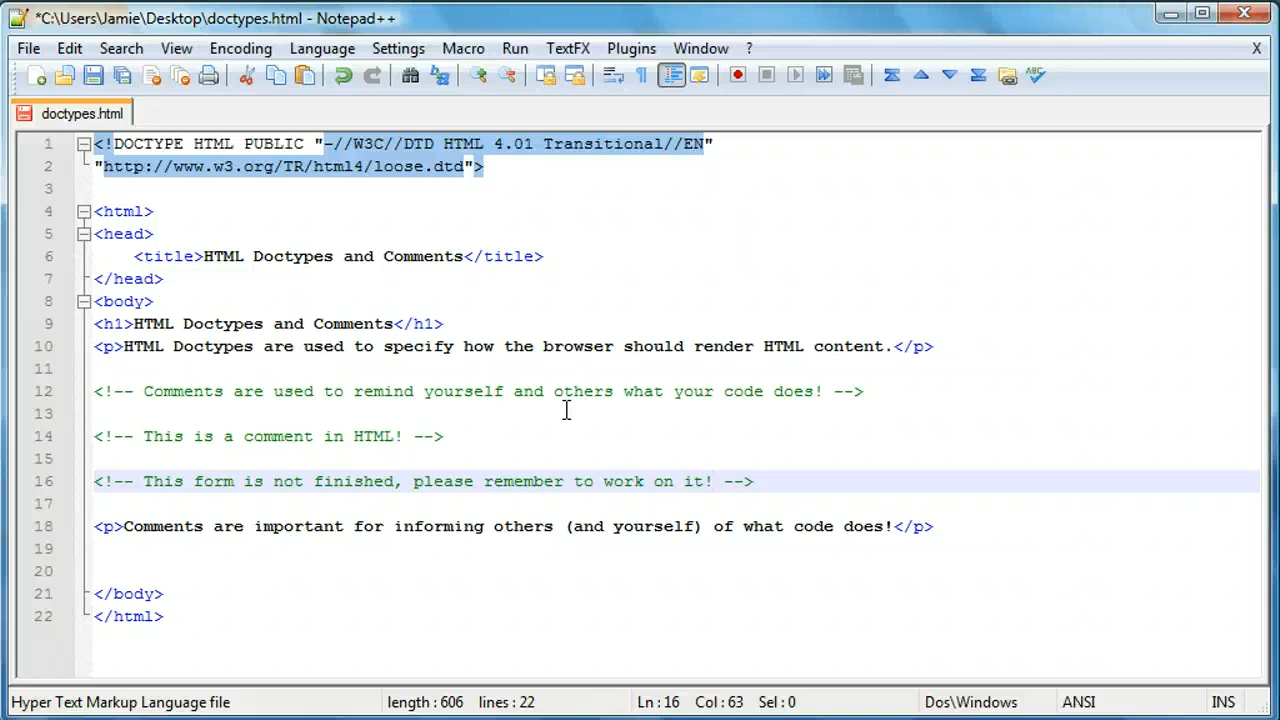 *C:\Users\Jamie\Desktop\doctypes.html - Notepad++
File Edit Search View Encoding Language Settings Macro Run TextFX Plugins Window ? X
ABC
doctypes.html
1 <!DOCTYPE HTML PUBLIC "-//W3C//DTD HTML 4.01 Transitional//EN"
2 "http://www.w3.org/TR/html4/loose.dtd">
3
4 <html>
5 <head>
6 <title>HTML Doctypes and Comments</title>
7 </head>
8 <body>
9 <h1>HTML Doctypes and Comments</h1>
10 <p>HTML Doctypes are used to specify how the browser should render HTML content.</p>
11
12 <!-- Comments are used to remind yourself and others what your code does! -->
13
14 <!-- This is a comment in HTML! -->
15
16 <!-- This form is not finished, please remember to work on it! -->
17
18 <p>Comments are important for informing others (and yourself) of what code does!</p>
19
20
21 </body>
22 </html>
Hyper Text Markup Language file length : 606 lines : 22 Ln : 16 Col : 63 Sel : 0 Dos\Windows ANSI INS